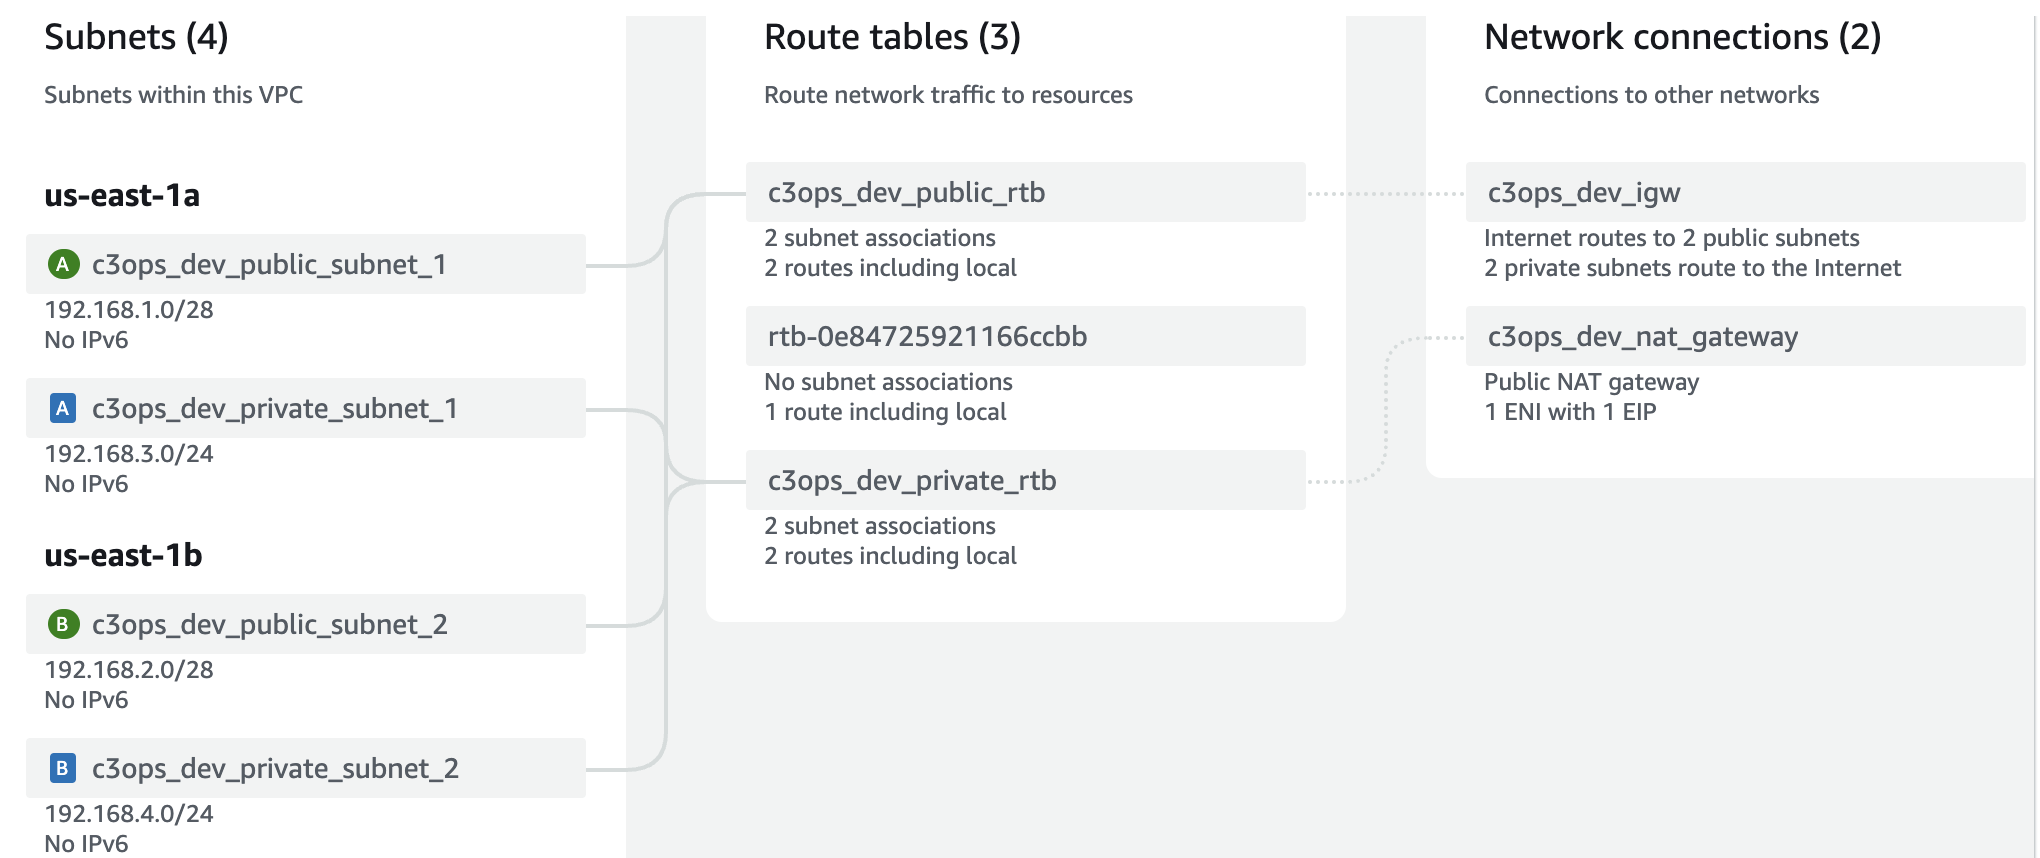 Subnets (4)
Subnets within this VPC
us-east-1a
A c3ops_dev_public_subnet_1
192.168.1.0/28
No IPv6
A c3ops_dev_private_subnet_1
192.168.3.0/24
No IPv6
us-east-1b
B c3ops_dev_public_subnet_2
192.168.2.0/28
No IPv6
B c3ops_dev_private_subnet_2
192.168.4.0/24
No IPv6
Route tables (3)
Route network traffic to resources
c3ops_dev_public_rtb
2 subnet associations
2 routes including local
rtb-0e84725921166ccbb
No subnet associations
1 route including local
c3ops_dev_private_rtb
2 subnet associations
2 routes including local
Network connections (2)
Connections to other networks
c3ops_dev_igw
Internet routes to 2 public subnets
2 private subnets route to the Internet
c3ops_dev_nat_gateway
Public NAT gateway
1 ENI with 1 EIP